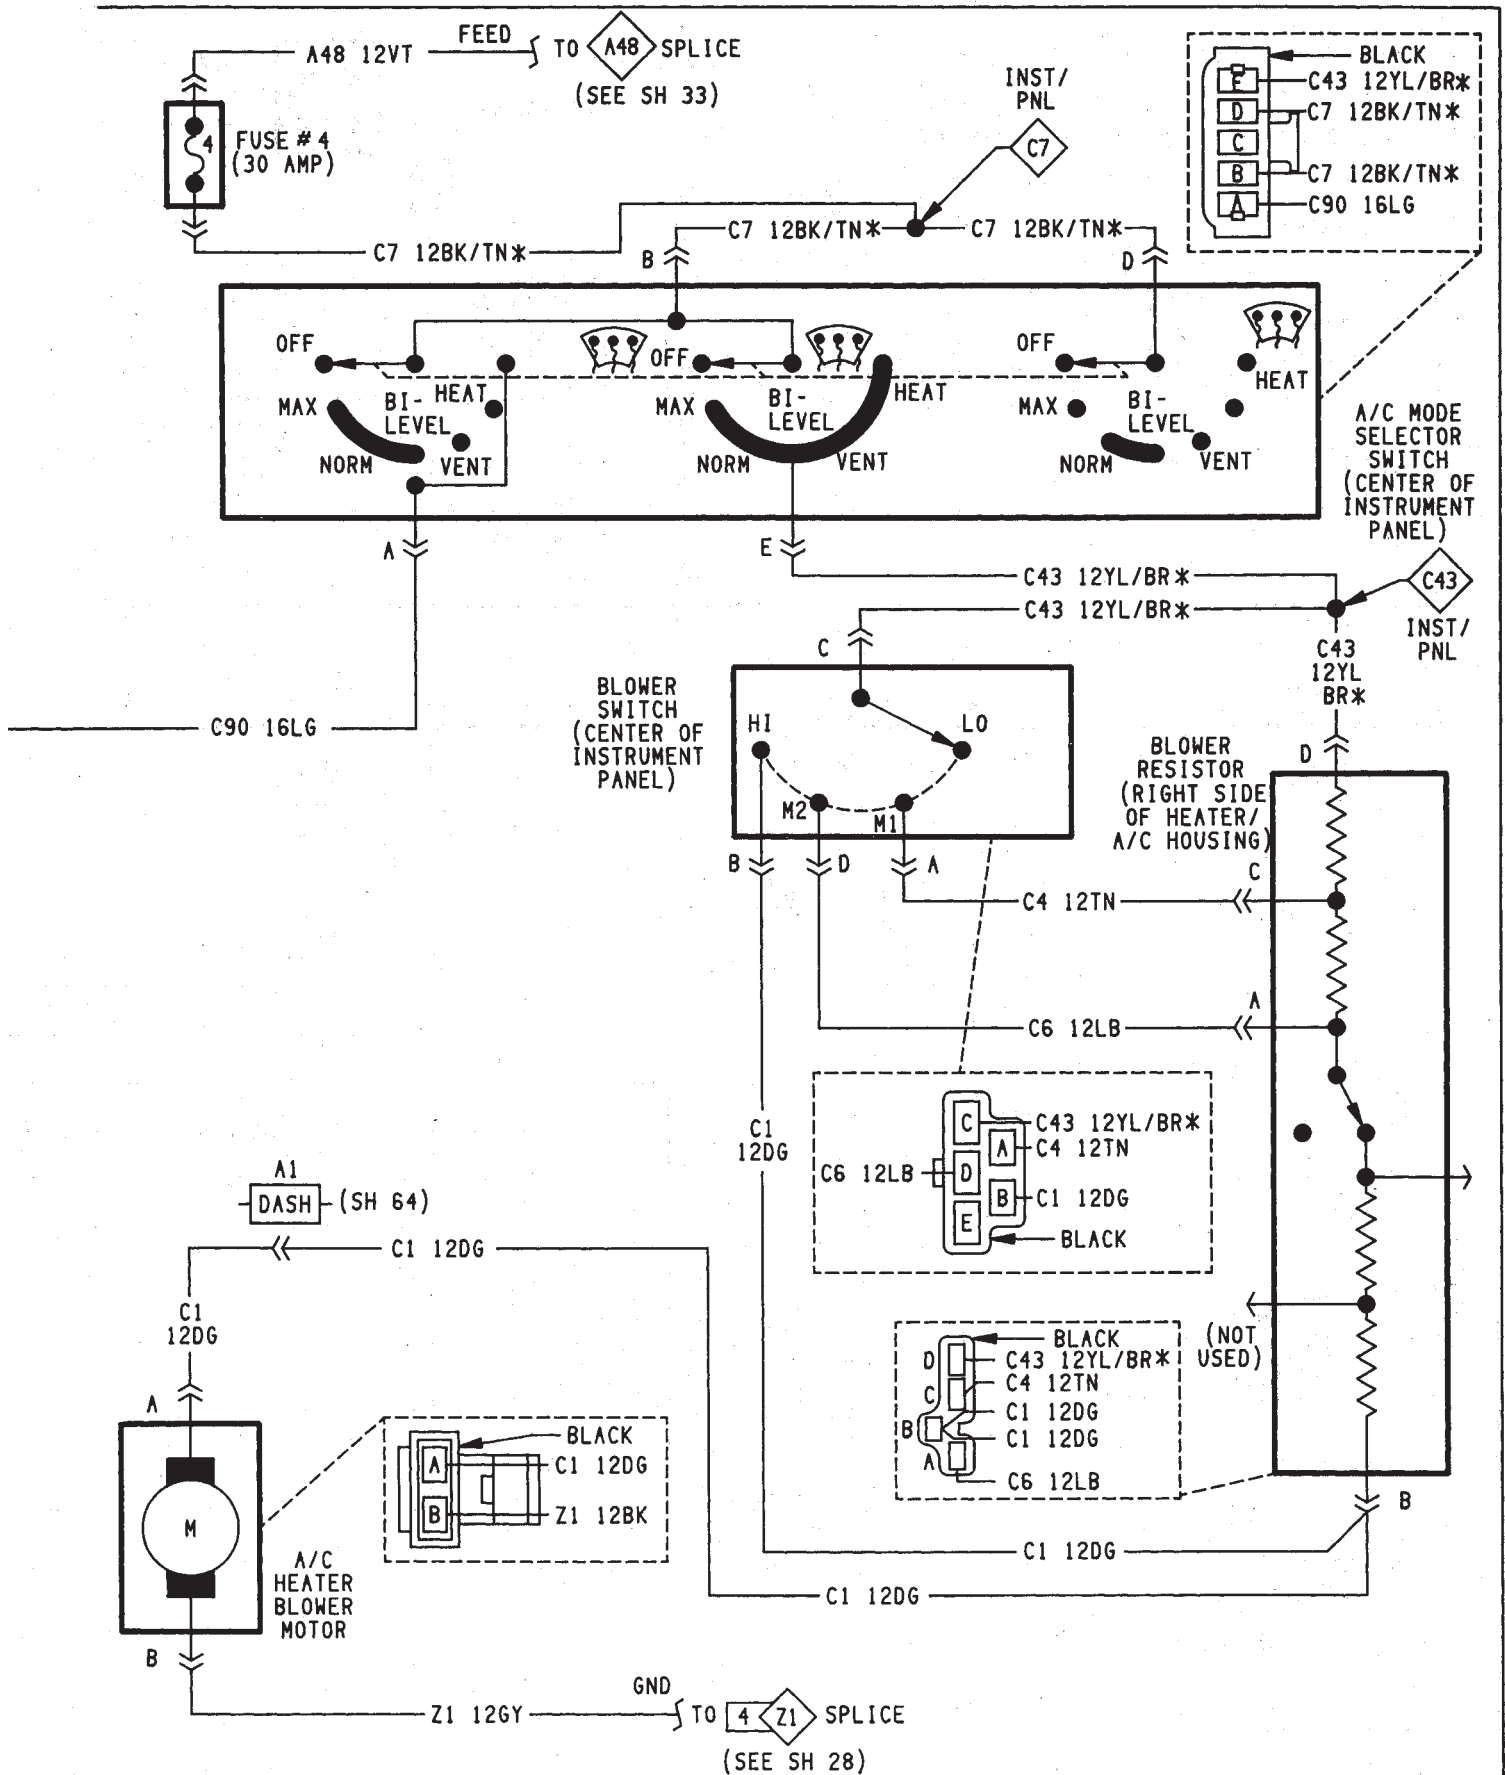 FEED
A48 12VT
TO A48 SPLICE
(SEE SH 33)
4
FUSE #4
(30 AMP)
INST/
PNL
C7
BLACK
E C43 12YL/BR*
D C7 12BK/TN*
C
B C7 12BK/TN*
A C90 16LG
C7 12BK/TN*
C7 12BK/TN*
C7 12BK/TN*
B
D
OFF
MAX
NORM
BI-
LEVEL
HEAT
VENT
OFF
MAX
NORM
BI-
LEVEL
HEAT
VENT
OFF
MAX
NORM
BI-
LEVEL
HEAT
VENT
A/C MODE
SELECTOR
SWITCH
(CENTER OF
INSTRUMENT
PANEL)
A
E
C43 12YL/BR*
C43 12YL/BR*
C43
INST/
PNL
C43
12YL
BR*
C
C90 16LG
BLOWER
SWITCH
(CENTER OF
INSTRUMENT
PANEL)
HI
LO
M2
M1
B
D
A
BLOWER
RESISTOR
(RIGHT SIDE
OF HEATER/
A/C HOUSING)
D
C
C4 12TN
A
C6 12LB
C1
12DG
C C43 12YL/BR*
A C4 12TN
C6 12LB D
B C1 12DG
E
BLACK
A1
DASH (SH 64)
C1 12DG
C1
12DG
(NOT
USED)
BLACK
D C43 12YL/BR*
C C4 12TN
C1 12DG
B C1 12DG
A
C6 12LB
A
M
BLACK
A C1 12DG
B Z1 12BK
A/C
HEATER
BLOWER
MOTOR
B
B
C1 12DG
C1 12DG
GND
Z1 12GY
TO 4 Z1 SPLICE
(SEE SH 28)